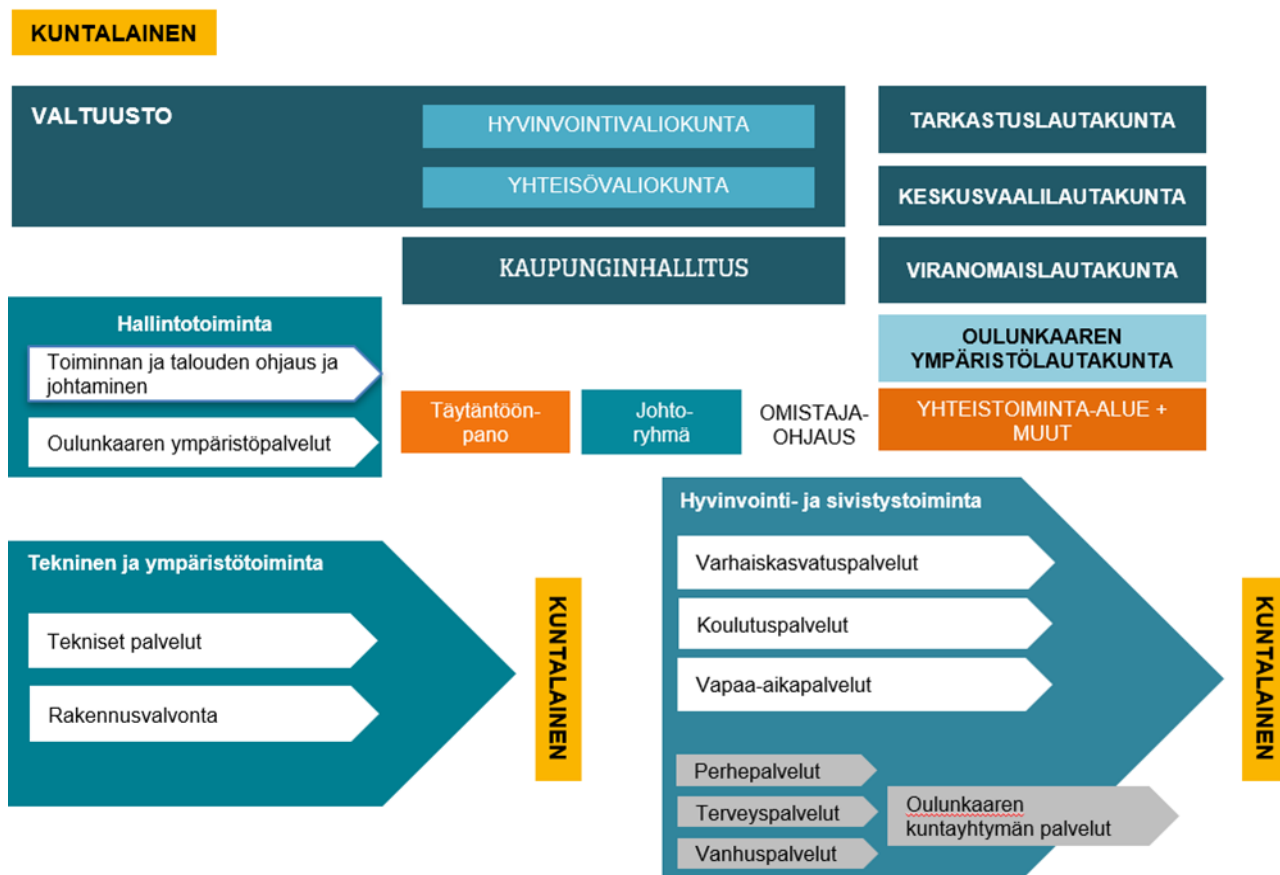 KUNTALAINEN
VALTUUSTO
HYVINVOINTIVALIOKUNTA
YHTEISÖVALIOKUNTA
KAUPUNGINHALLITUS
TARKASTUSLAUTAKUNTA
KESKUSVAALILAUTAKUNTA
VIRANOMAISLAUTAKUNTA
OULUNKAAREN
YMPÄRISTÖLAUTAKUNTA
YHTEISTOIMINTA-ALUE +
MUUT
Hallintotoiminta
Toiminnan ja talouden ohjaus ja
johtaminen
Oulunkaaren ympäristöpalvelut
Täytäntöön-
pano
Johto-
ryhmä
OMISTAJA-
OHJAUS
Tekninen ja ympäristötoiminta
Tekniset palvelut
Rakennusvalvonta
KUNTALAINEN
Hyvinvointi- ja sivistystoiminta
Varhaiskasvatuspalvelut
Koulutuspalvelut
Vapaa-aikapalvelut
Perhepalvelut
Terveyspalvelut
Vanhuspalvelut
Oulunkaaren
kuntayhtymän palvelut
KUNTALAINEN